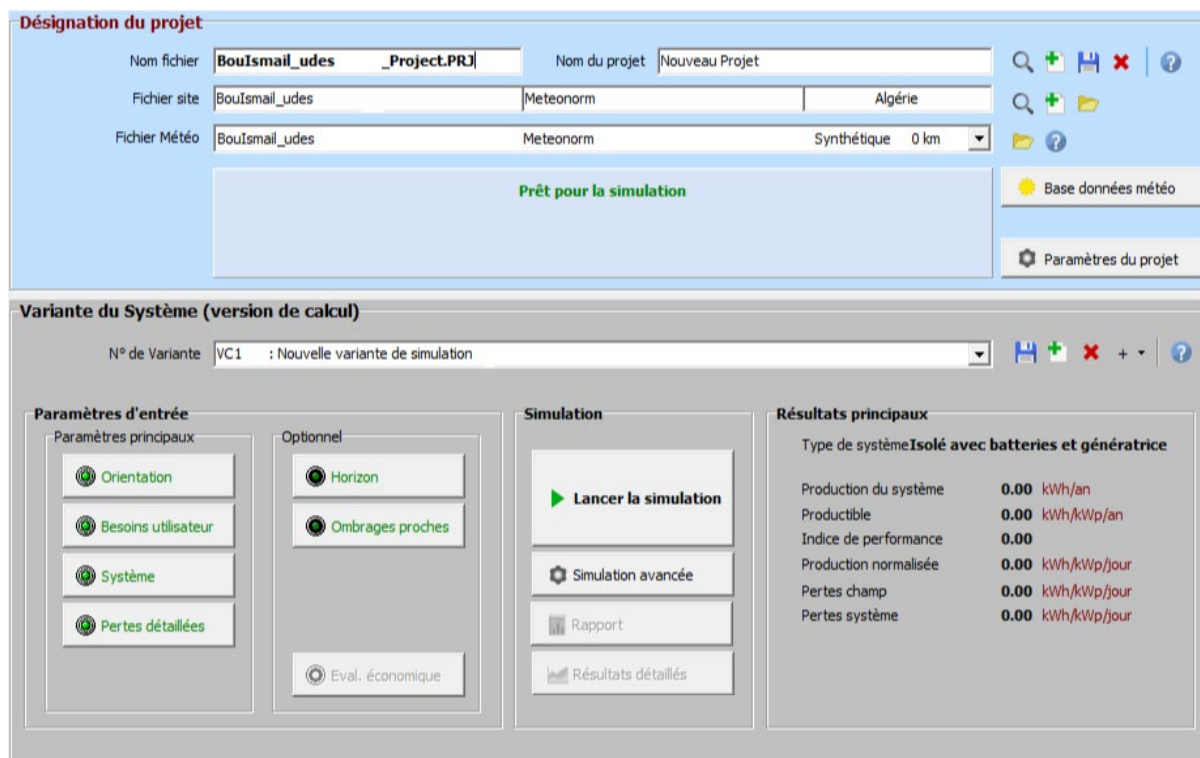 Désignation du projet
Nom fichier BouIsmail_udes _Project.PRJ Nom du projet Nouveau Projet
Fichier site BouIsmail_udes Meteonorm Algérie
Fichier Météo BouIsmail_udes Meteonorm Synthétique 0 km
Prêt pour la simulation
Base données météo
Paramètres du projet
Variante du Système (version de calcul)
N° de Variante VC1 : Nouvelle variante de simulation
Paramètres d'entrée
Paramètres principaux
Orientation
Besoins utilisateur
Système
Pertes détaillées
Optionnel
Horizon
Ombrages proches
Eval. économique
Simulation
Lancer la simulation
Simulation avancée
Rapport
Résultats détaillés
Résultats principaux
Type de système Isolé avec batteries et génératrice
Production du système 0.00 kWh/an
Productible 0.00 kWh/kWp/an
Indice de performance 0.00
Production normalisée 0.00 kWh/kWp/jour
Pertes champ 0.00 kWh/kWp/jour
Pertes système 0.00 kWh/kWp/jour